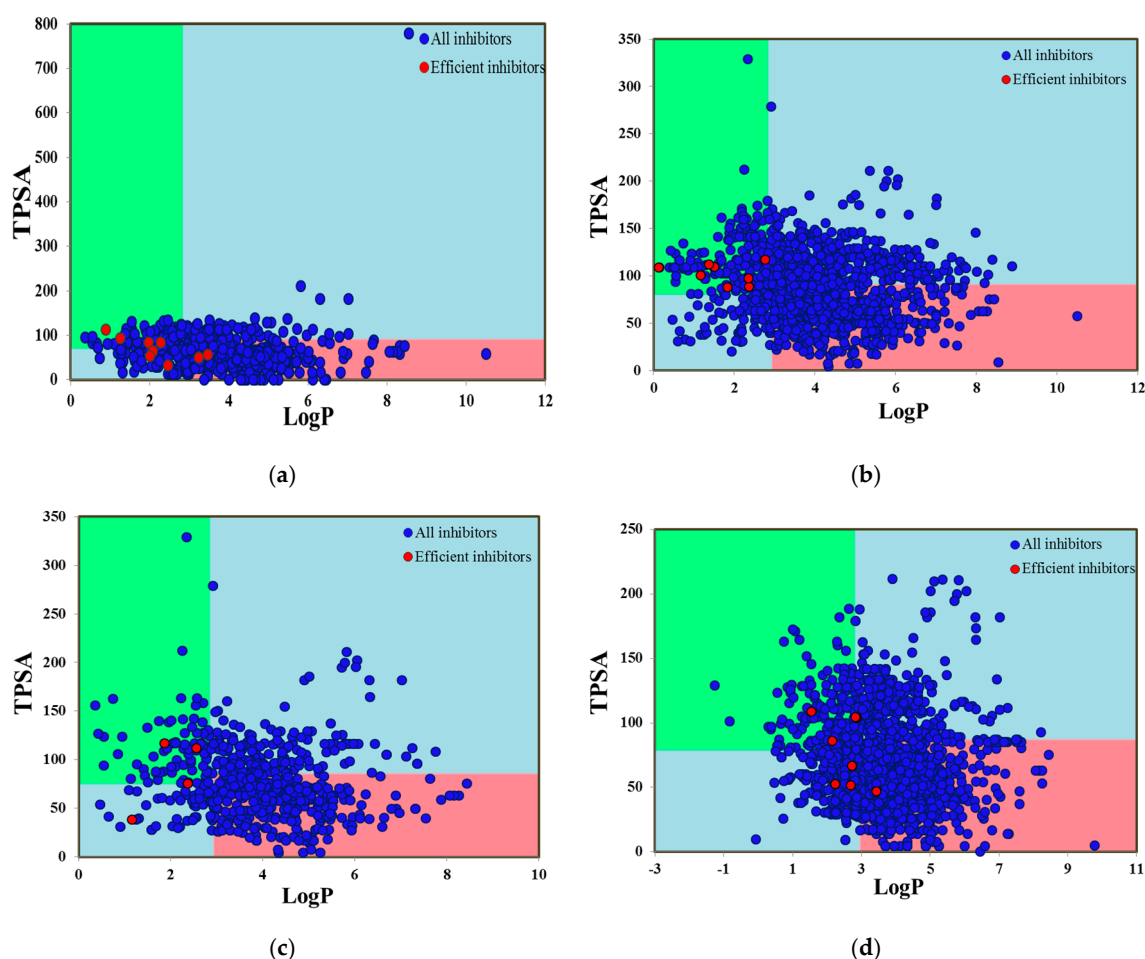 800
700
600
500
400
300
200
100
0
TPSA
All inhibitors
Efficient inhibitors
0 2 4 6 8 10 12
LogP
(a)
350
300
250
200
150
100
50
0
TPSA
All inhibitors
Efficient inhibitors
0 2 4 6 8 10 12
LogP
(b)
350
300
250
200
150
100
50
0
TPSA
All inhibitors
Efficient inhibitors
0 2 4 6 8 10
LogP
(c)
250
200
150
100
50
0
TPSA
All inhibitors
Efficient inhibitors
-3 -1 1 3 5 7 9 11
LogP
(d)